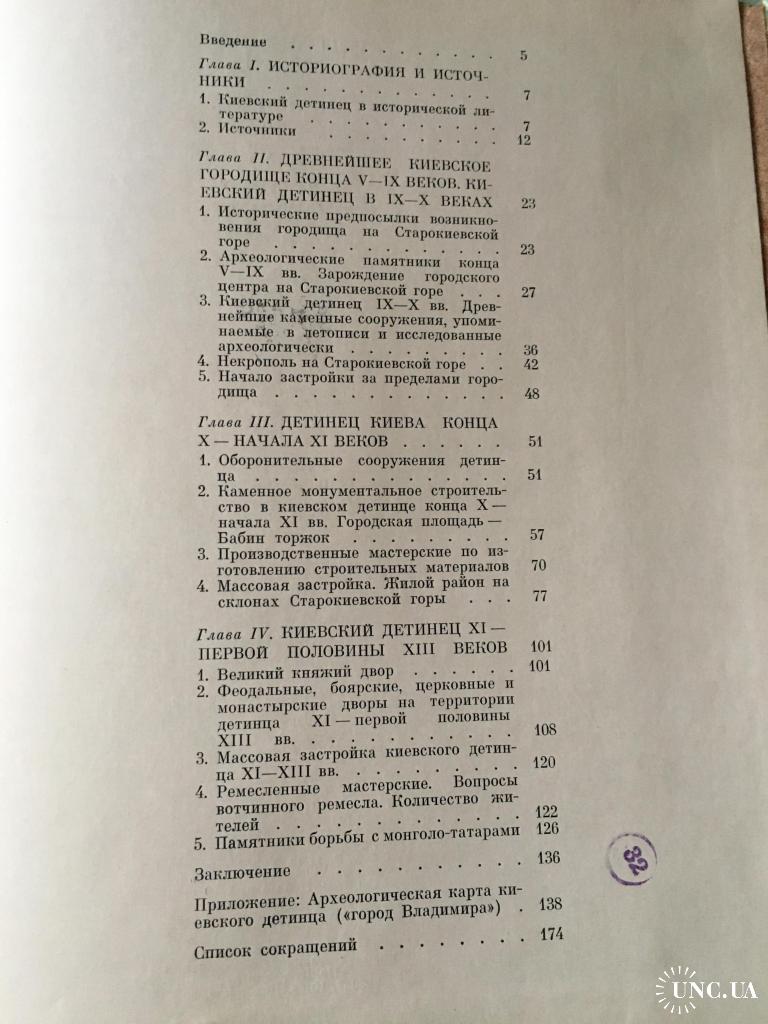 Введение . . . . . . . . . . . . 5
Глава I. ИСТОРИОГРАФИЯ И ИСТОЧ-
НИКИ . . . . . . . . . . . . . 7
1. Киевский детинец в исторической ли-
тературе . . . . . . . . . . . 7
2. Источники . . . . . . . . . . 12
Глава II. ДРЕВНЕЙШЕЕ КИЕВСКОЕ
ГОРОДИЩЕ КОНЦА V—IX ВЕКОВ. КИ-
ЕВСКИЙ ДЕТИНЕЦ В IX—X ВЕКАХ 23
1. Исторические предпосылки возникно-
вения городища на Старокиевской
горе . . . . . . . . . . . . . 23
2. Археологические памятники конца
V—IX вв. Зарождение городского
центра на Старокиевской горе . . . 27
3. Киевский детинец IX—X вв. Древ-
нейшие каменные сооружения, упоми-
наемые в летописи и исследованные
археологически . . . . . . . . . 36
4. Некрополь на Старокиевской горе . . 42
5. Начало застройки за пределами горо-
дища . . . . . . . . . . . . . 48
Глава III. ДЕТИНЕЦ КИЕВА КОНЦА
X — НАЧАЛА XI ВЕКОВ . . . . . . 51
1. Оборонительные сооружения детин-
ца . . . . . . . . . . . . . . 51
2. Каменное монументальное строитель-
ство в киевском детинце конца X —
начала XI вв. Городская площадь —
Бабин торжок . . . . . . . . 57
3. Производственные мастерские по из-
готовлению строительных материалов 70
4. Массовая застройка. Жилой район на
склонах Старокиевской горы . . . 77
Глава IV. КИЕВСКИЙ ДЕТИНЕЦ XI —
ПЕРВОЙ ПОЛОВИНЫ XIII ВЕКОВ 101
1. Великий княжий двор . . . . . . 101
2. Феодальные, боярские, церковные и
монастырские дворы на территории
детинца XI — первой половины
XIII вв. . . . . . . . . . . . 108
3. Массовая застройка киевского детин-
ца XI—XIII вв. . . . . . . . . . 120
4. Ремесленные мастерские. Вопросы
вотчинного ремесла. Количество жи-
телей . . . . . . . . . . . . . 122
5. Памятники борьбы с монголо-татарами 126
Заключение . . . . . . . . . . 136
Приложение: Археологическая карта ки-
евского детинца («город Владимира») . 138
Список сокращений . . . . . . . . 174
32
UNC.UA